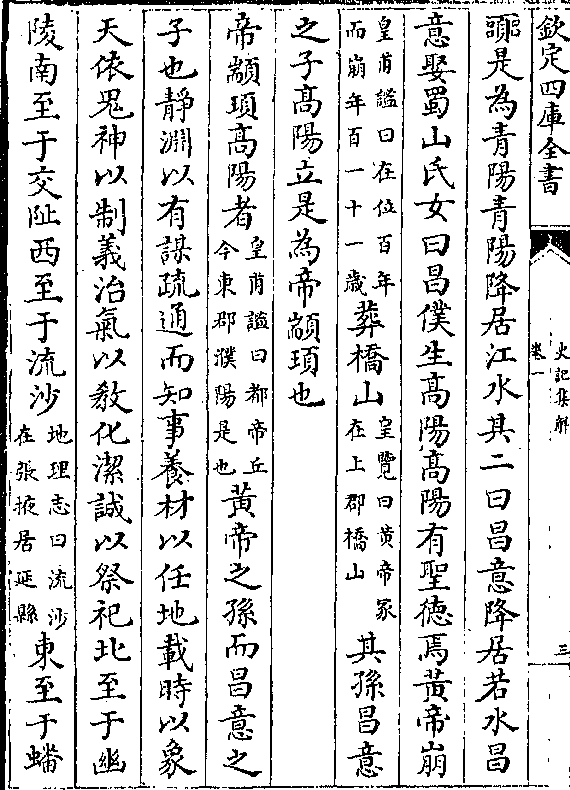 欽定四庫全書
史記集解
卷一
三
頭是為青陽青陽降居江水其二曰昌意降居若水昌
意娶蜀山氏女曰昌僕生高陽高陽有聖德焉黄帝崩
皇甫謐曰在位百年
而崩年百一十一歳
葬橋山
皇覽曰黄帝冢
在上郡橋山
其孫昌意
之子高陽立是為帝顓頊也
帝顓頊高陽者
皇甫謐曰都帝丘
今東郡濮陽是也
黄帝之孫而昌意之
子也靜淵以有謀疏通而知事養材以任地載時以象
天依鬼神以制義治氣以敎化潔誠以祭祀北至于幽
陵南至于交阯西至于流沙
地理志曰流沙
在張掖居延縣
東至于蟠